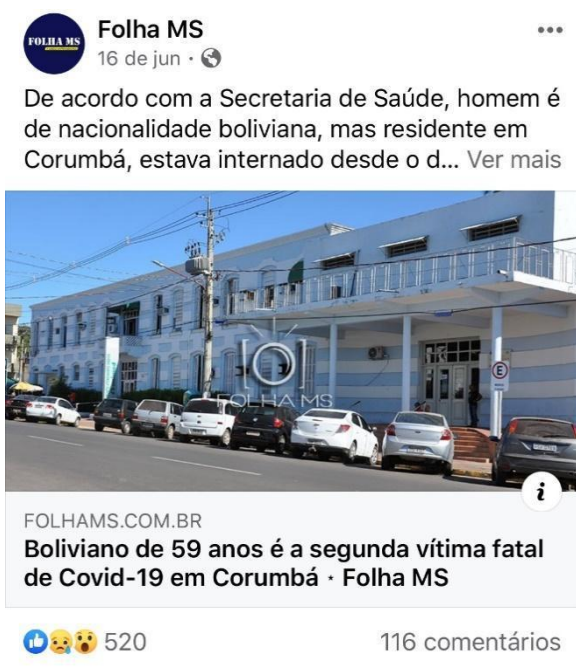 FOLHA MS
Folha MS
16 de jun
De acordo com a Secretaria de Saúde, homem é
de nacionalidade boliviana, mas residente em
Corumbá, estava internado desde o d... Ver mais
E
FOLHA MS
FOLHAMS.COM.BR
Boliviano de 59 anos é a segunda vítima fatal
de Covid-19 em Corumbá · Folha MS
520
116 comentários